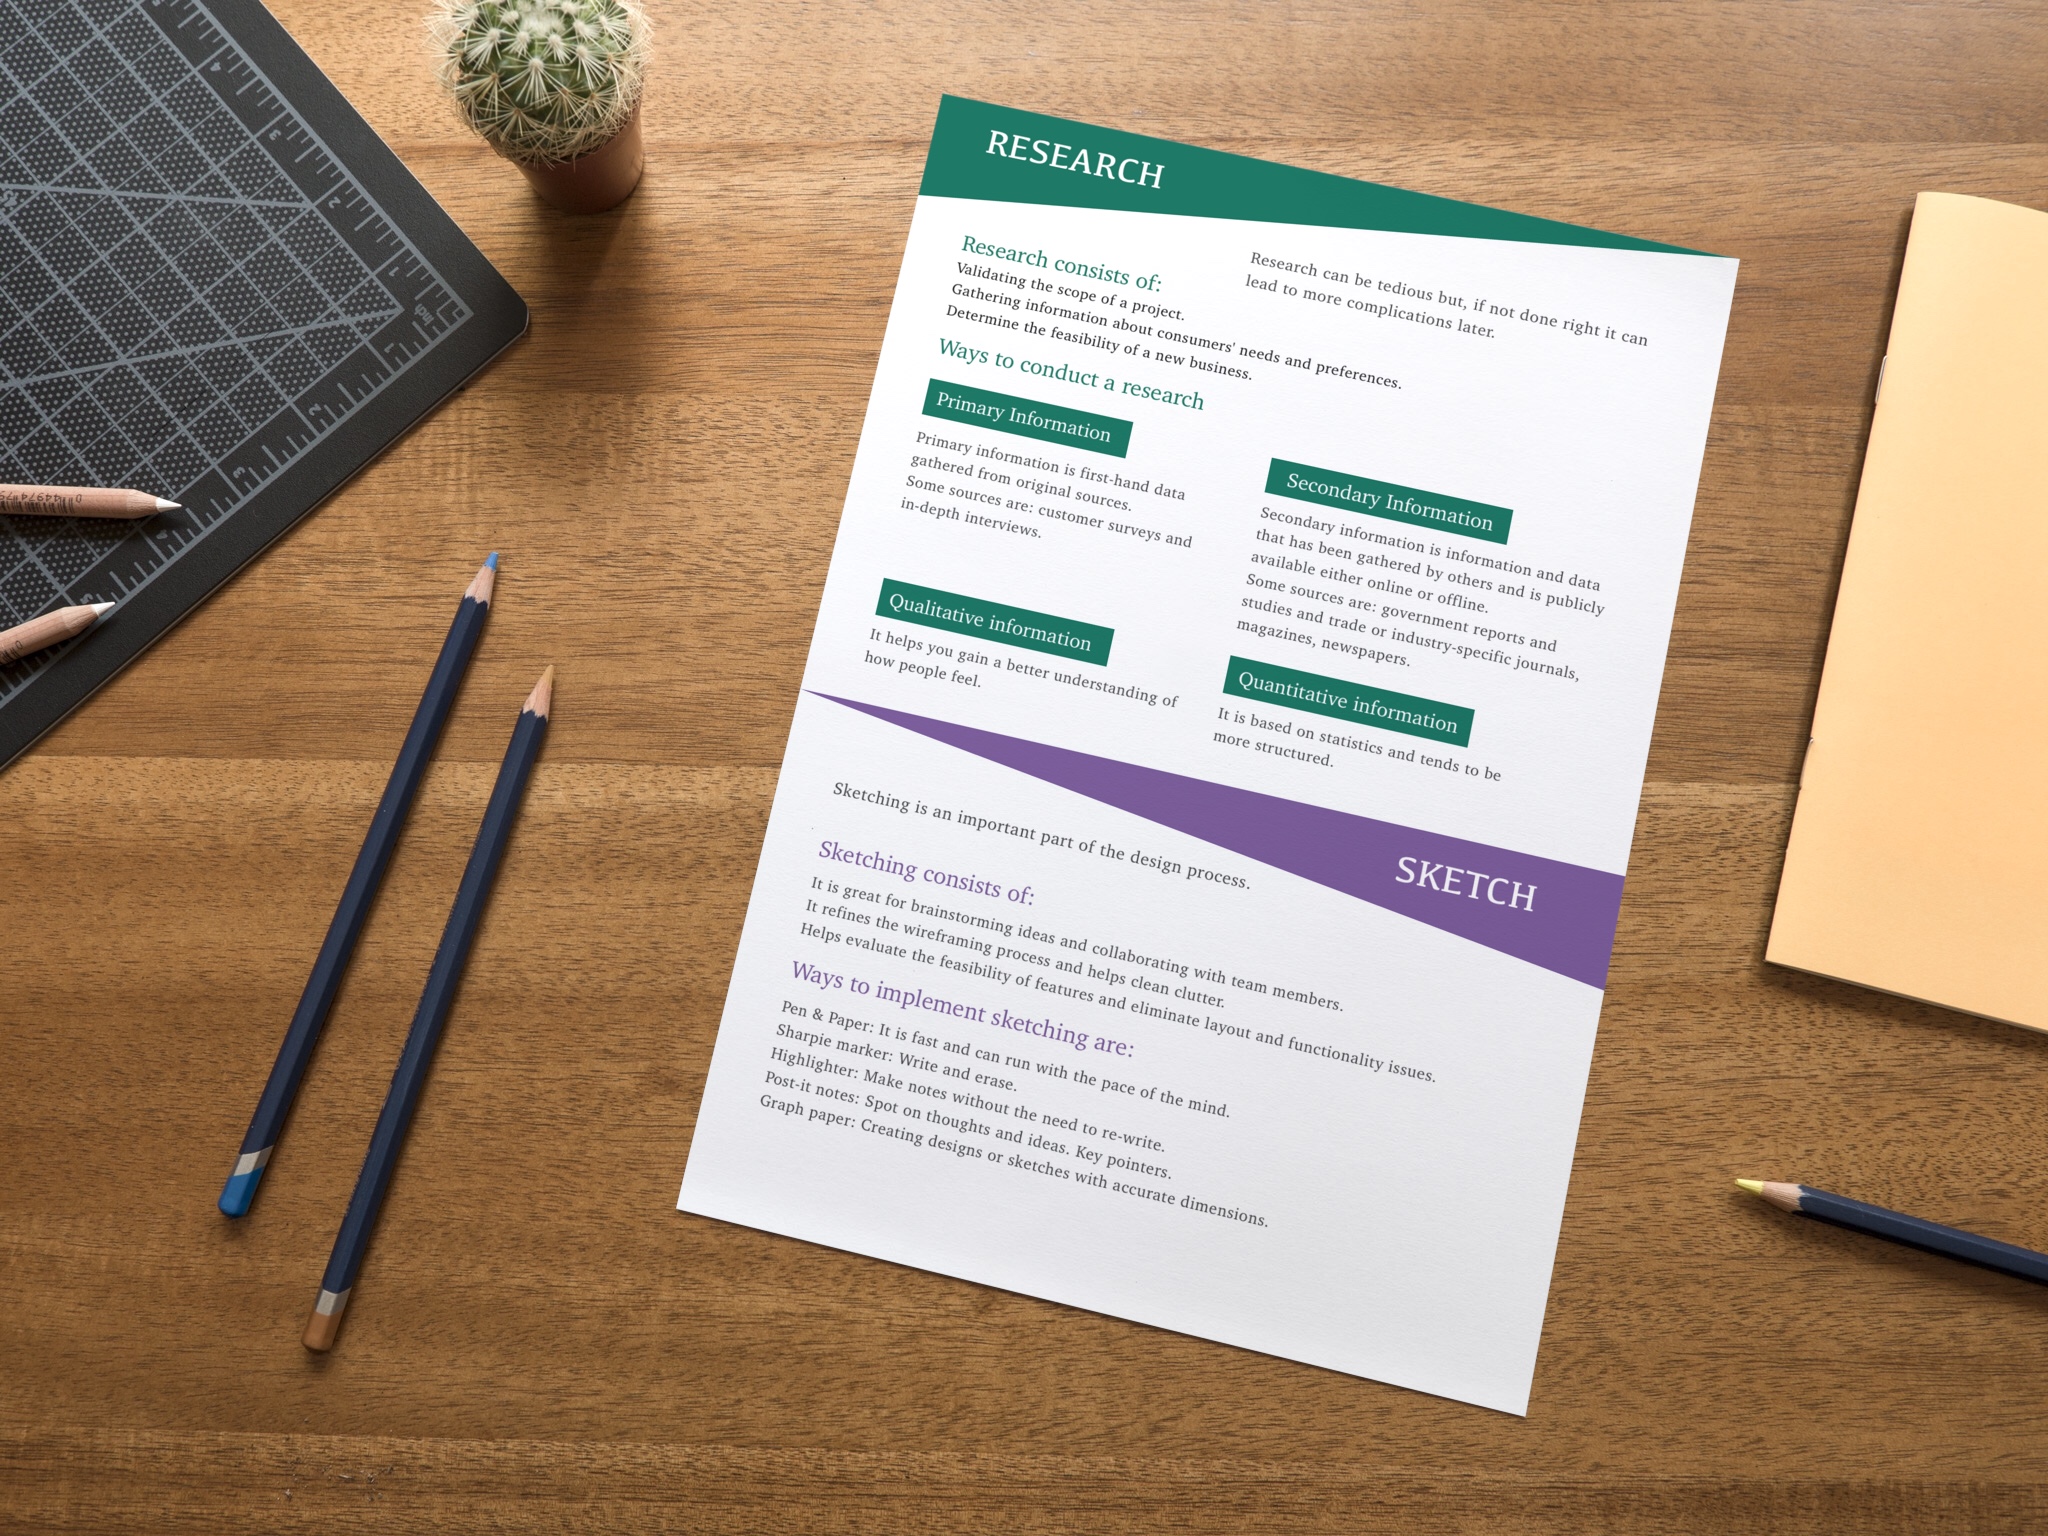 RESEARCH
Research consists of:
Validating the scope of a project.
Gathering information about consumers' needs and preferences.
Determine the feasibility of a new business.
Research can be tedious but, if not done right it can
lead to more complications later.
Ways to conduct a research
Primary Information
Primary information is first-hand data
gathered from original sources.
Some sources are: customer surveys and
in-depth interviews.
Secondary Information
Secondary information is information and data
that has been gathered by others and is publicly
available either online or offline.
Some sources are: government reports and
studies and trade or industry-specific journals,
magazines, newspapers.
Qualitative information
It helps you gain a better understanding of
how people feel.
Quantitative information
It is based on statistics and tends to be
more structured.
SKETCH
Sketching is an important part of the design process.
Sketching consists of:
It is great for brainstorming ideas and collaborating with team members.
It refines the wireframing process and helps clean clutter.
Helps evaluate the feasibility of features and eliminate layout and functionality issues.
Ways to implement sketching are:
Pen & Paper: It is fast and can run with the pace of the mind.
Sharpie marker: Write and erase.
Highlighter: Make notes without the need to re-write.
Post-it notes: Spot on thoughts and ideas. Key pointers.
Graph paper: Creating designs or sketches with accurate dimensions.
4
3
2
1
inch
1
2
3
4
5